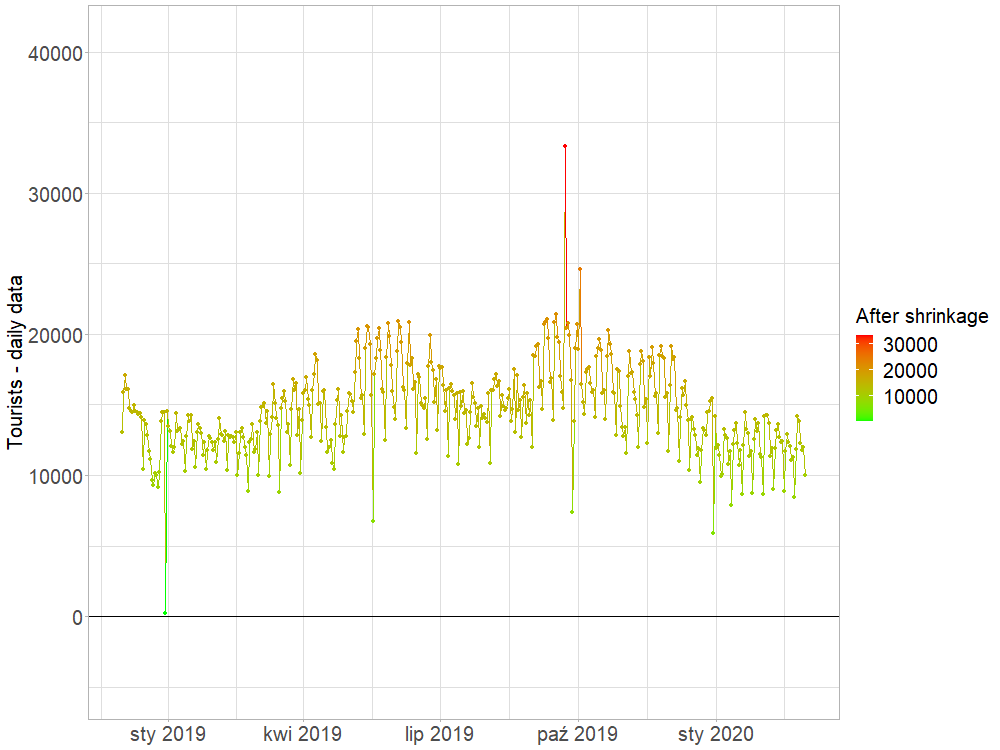 Tourists - daily data
40000
30000
20000
10000
0
sty 2019
kwi 2019
lip 2019
paź 2019
sty 2020
After shrinkage
30000
20000
10000